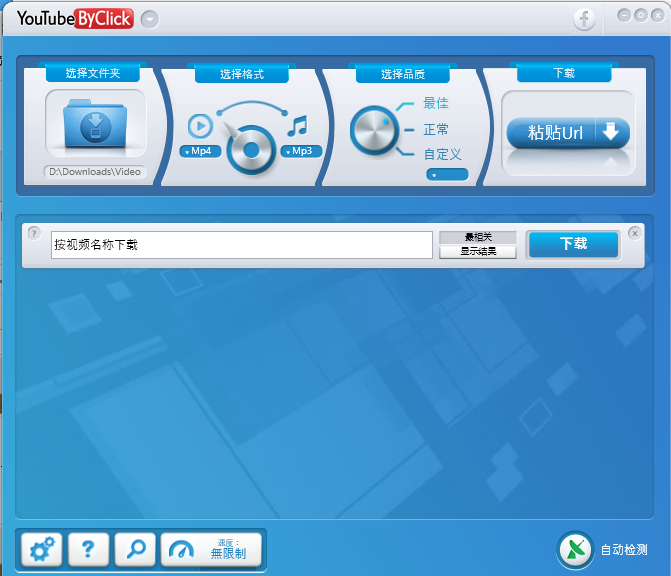 YouTube ByClick
选择文件夹
选择格式
选择品质
下载
D:\Downloads\Video
Mp4
Mp3
最佳
正常
自定义
粘贴Url
?
按视频名称下载
最相关
显示结果
下载
?
速度：
無限制
自动检测